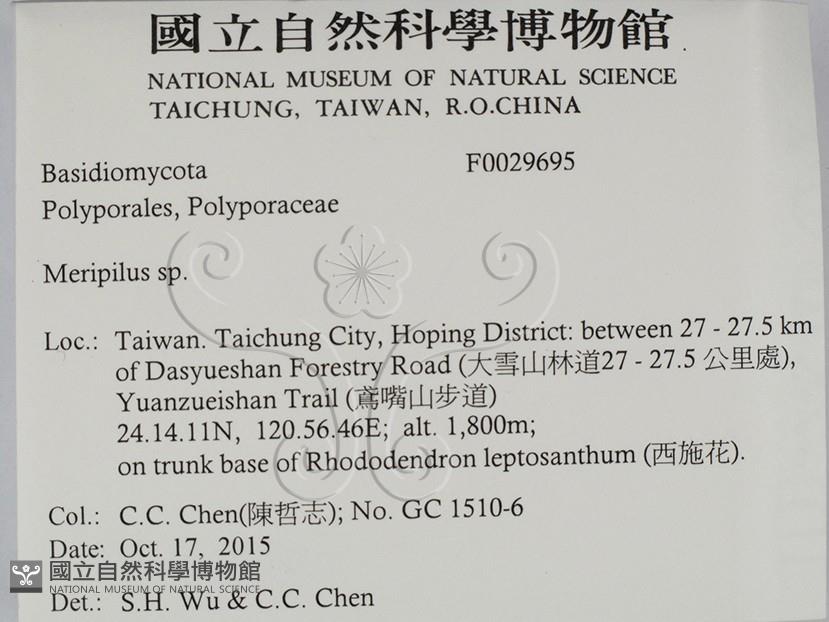 國立自然科學博物館
NATIONAL MUSEUM OF NATURAL SCIENCE
TAICHUNG, TAIWAN, R.O.CHINA
Basidiomycota F0029695
Polyporales, Polyporaceae
Meripilus sp.
Loc.: Taiwan. Taichung City, Hoping District: between 27 - 27.5 km
of Dasyueshan Forestry Road (大雪山林道27 - 27.5 公里處),
Yuanzueishan Trail (鳶嘴山步道)
24.14.11N, 120.56.46E; alt. 1,800m;
on trunk base of Rhododendron leptosanthum (西施花).
Col.: C.C. Chen(陳哲志); No. GC 1510-6
Date: Oct. 17, 2015
國立自然科學博物館
NATIONAL MUSEUM OF NATURAL SCIENCE
Det.: S.H. Wu & C.C. Chen